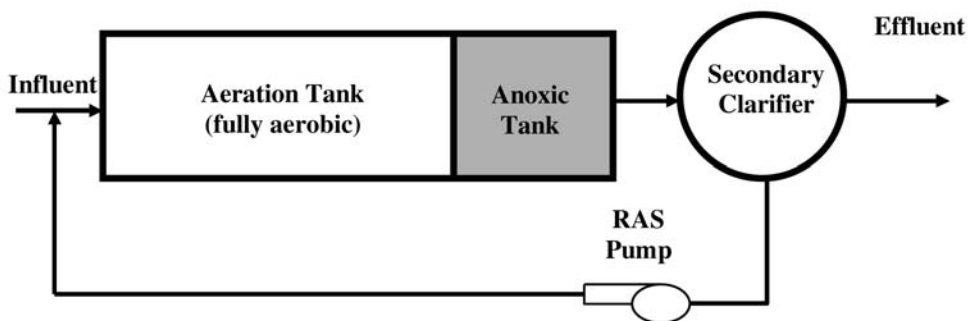 Effluent
Influent
Aeration Tank
(fully aerobic)
Anoxic
Tank
Secondary
Clarifier
RAS
Pump